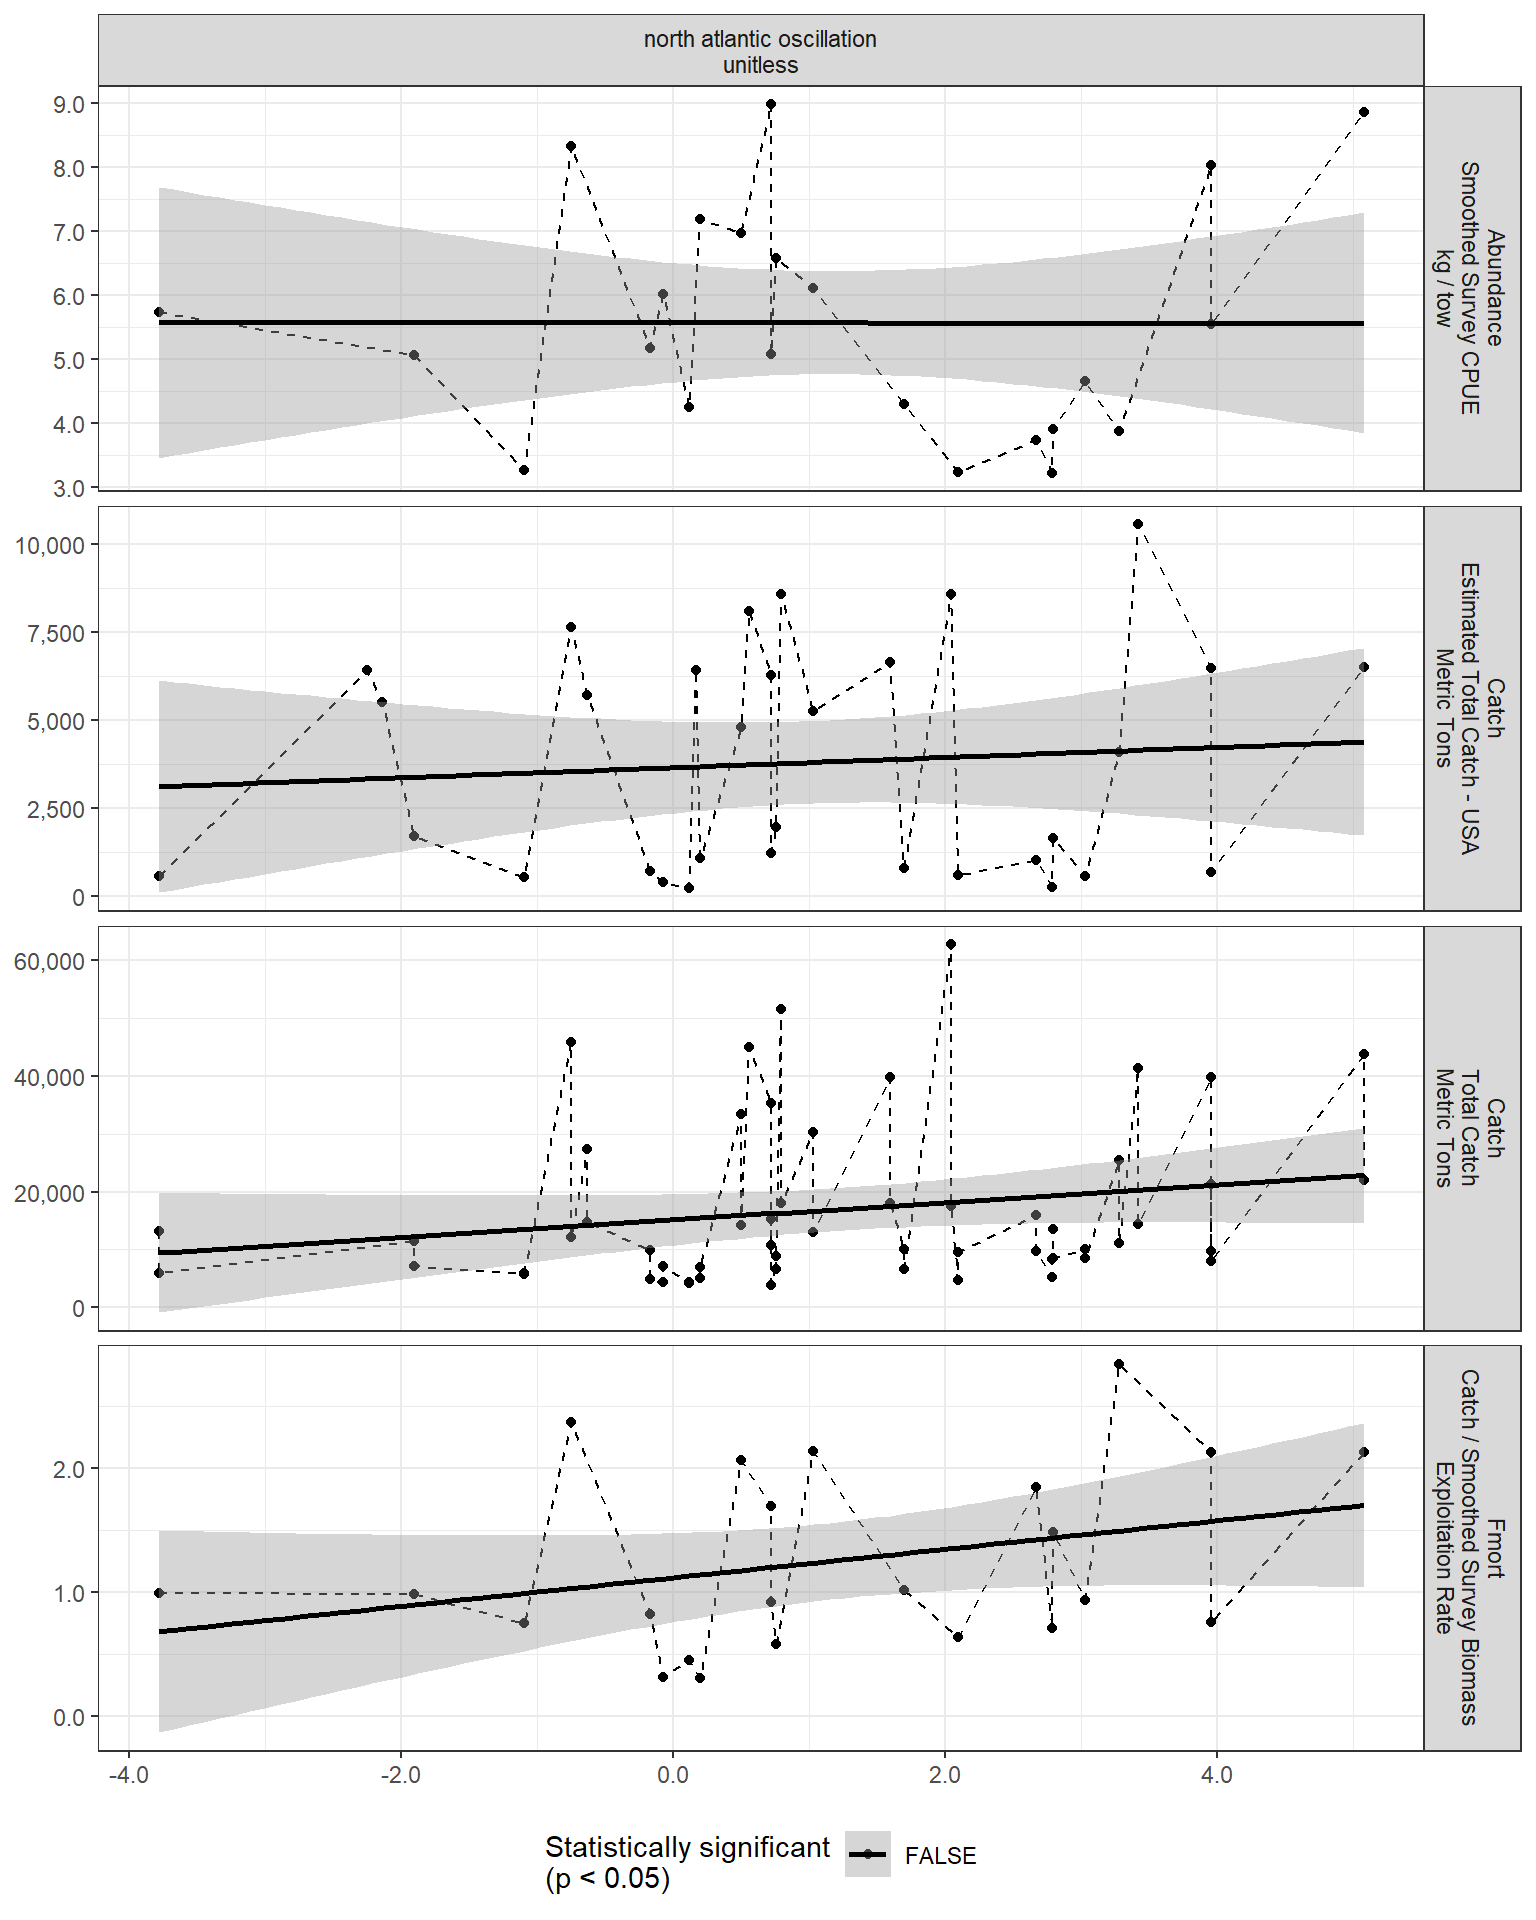 north atlantic oscillation
unitless
9.0
8.0
7.0
6.0
5.0
4.0
3.0
Abundance
Smoothed Survey CPUE
kg / tow
10,000
7,500
5,000
2,500
0
Catch
Estimated Total Catch - USA
Metric Tons
60,000
40,000
20,000
0
Catch
Total Catch
Metric Tons
2.0
1.0
0.0
Fmort
Catch / Smoothed Survey Biomass
Exploitation Rate
-4.0 -2.0 0.0 2.0 4.0
Statistically significant
(p < 0.05)
FALSE